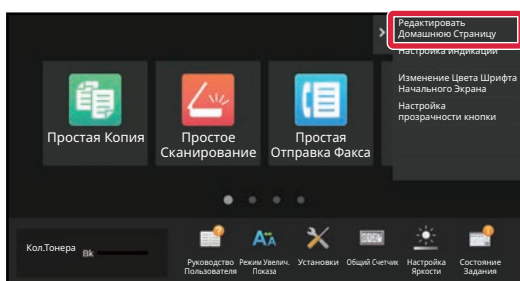 Редактировать
Домашнюю Страницу
Настройка индикации
Изменение Цвета Шрифта
Начального Экрана
Настройка
прозрачности кнопки
Простая Копия
Простое
Сканирование
Простая
Отправка Факса
Кол.Тонера
Bk
Руководство
Пользователя
Режим Увелич.
Показа
Установки
Общий Счетчик
Настройка
Яркости
Состояние
Задания